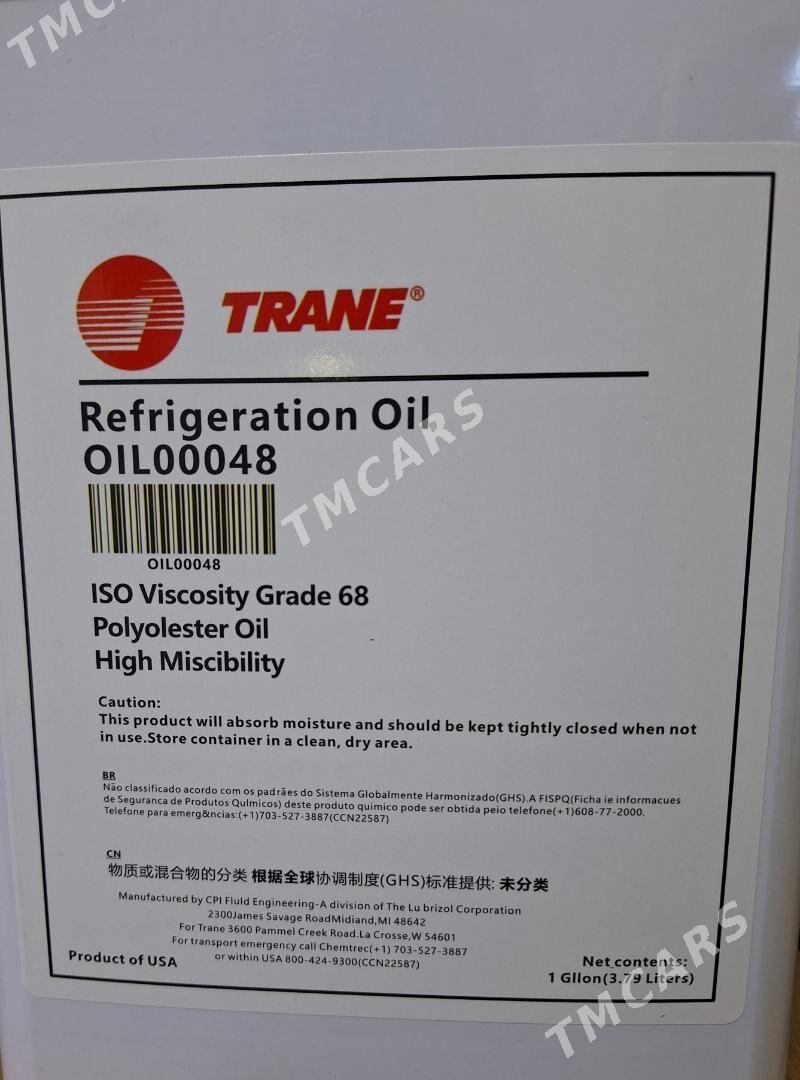 TMCARS
TRANE®
Refrigeration Oil
OIL00048
TMCARS
OIL00048
ISO Viscosity Grade 68
Polyolester Oil
High Miscibility
Caution:
This product will absorb moisture and should be kept tightly closed when not
in use.Store container in a clean, dry area.
BR
Não classificado acordo com os padrães do Sistema Globalmente Harmonizado(GHS).A FISPQ(Ficha ie informacues
de Seguranca de Produtos Qulmicos) deste produto quimico pode ser obtida peio telefone(+1)608-77-2000.
Telefone para emerg&ncias:(+1)703-527-3887(CCN22587)
CN
物质或混合物的分类 根据全球协调制度(GHS)标准提供: 未分类
Manufactured by CPI Fluld Engineering-A division of The Lu brizol Corporation
2300James Savage RoadMidiand,MI 48642
For Trane 3600 Pammel Creek Road.La Crosse,W 54601
For transport emergency call Chemtrec(+1) 703-527-3887
or within USA 800-424-9300(CCN22587)
Product of USA
Net contents:
1 Gllon(3.79 Liters)
TMCARS